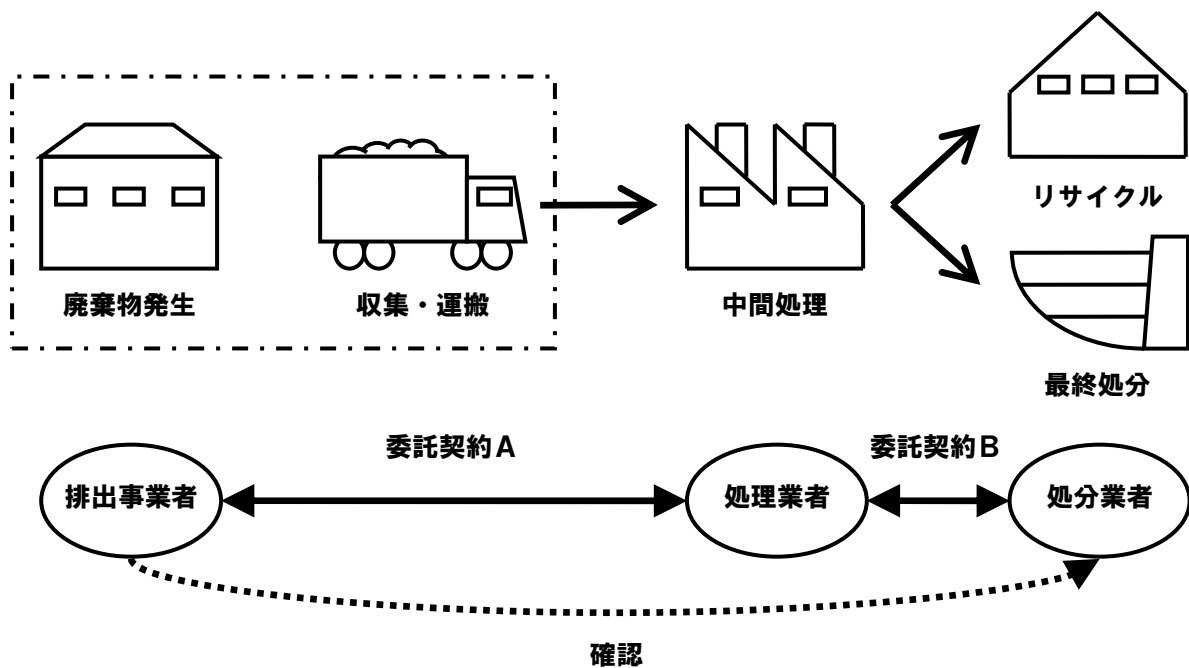 リサイクル
廃棄物発生
収集・運搬
中間処理
最終処分
委託契約A
委託契約B
排出事業者
処理業者
処分業者
確認